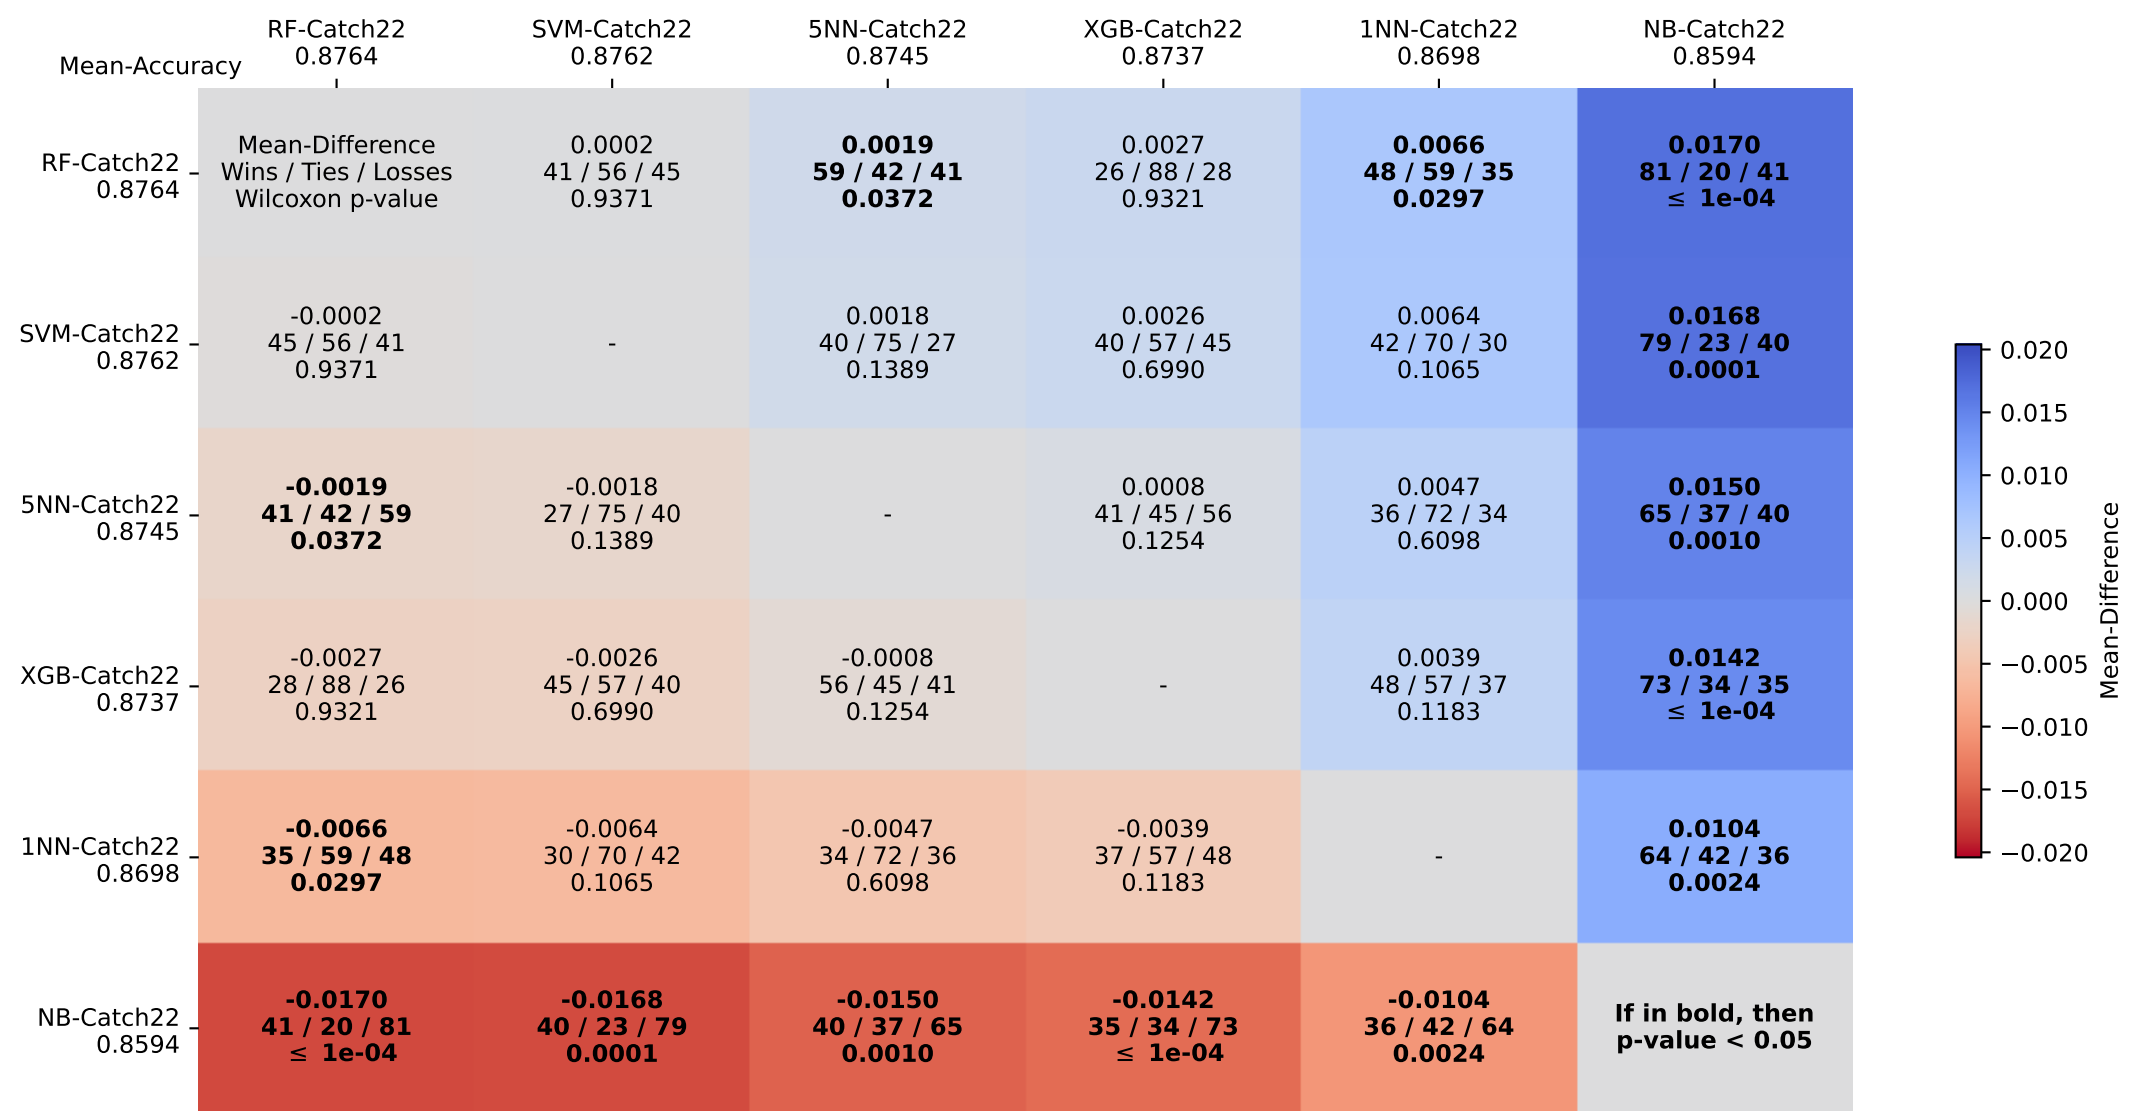 RF-Catch22 SVM-Catch22 5NN-Catch22 XGB-Catch22 1NN-Catch22 NB-Catch22
Mean-Accuracy 0.8764 0.8762 0.8745 0.8737 0.8698 0.8594
RF-Catch22
0.8764
Mean-Difference
Wins / Ties / Losses
Wilcoxon p-value
0.0002
41 / 56 / 45
0.9371
0.0019
59 / 42 / 41
0.0372
0.0027
26 / 88 / 28
0.9321
0.0066
48 / 59 / 35
0.0297
0.0170
81 / 20 / 41
≤ 1e-04
SVM-Catch22
0.8762
-0.0002
45 / 56 / 41
0.9371
-
0.0018
40 / 75 / 27
0.1389
0.0026
40 / 57 / 45
0.6990
0.0064
42 / 70 / 30
0.1065
0.0168
79 / 23 / 40
0.0001
5NN-Catch22
0.8745
-0.0019
41 / 42 / 59
0.0372
-0.0018
27 / 75 / 40
0.1389
-
0.0008
41 / 45 / 56
0.1254
0.0047
36 / 72 / 34
0.6098
0.0150
65 / 37 / 40
0.0010
XGB-Catch22
0.8737
-0.0027
28 / 88 / 26
0.9321
-0.0026
45 / 57 / 40
0.6990
-0.0008
56 / 45 / 41
0.1254
-
0.0039
48 / 57 / 37
0.1183
0.0142
73 / 34 / 35
≤ 1e-04
1NN-Catch22
0.8698
-0.0066
35 / 59 / 48
0.0297
-0.0064
30 / 70 / 42
0.1065
-0.0047
34 / 72 / 36
0.6098
-0.0039
37 / 57 / 48
0.1183
-
0.0104
64 / 42 / 36
0.0024
NB-Catch22
0.8594
-0.0170
41 / 20 / 81
≤ 1e-04
-0.0168
40 / 23 / 79
0.0001
-0.0150
40 / 37 / 65
0.0010
-0.0142
35 / 34 / 73
≤ 1e-04
-0.0104
36 / 42 / 64
0.0024
If in bold, then
p-value < 0.05
0.020
0.015
0.010
0.005
0.000
−0.005
−0.010
−0.015
−0.020
Mean-Difference